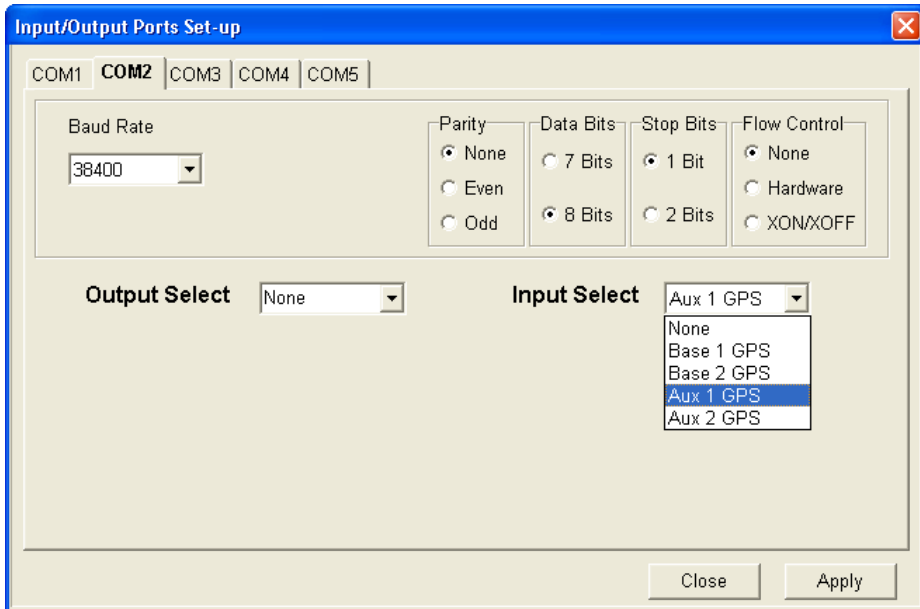 Input/Output Ports Set-up
COM1 COM2 COM3 COM4 COM5
Baud Rate
38400
Parity
None
Even
Odd
Data Bits
7 Bits
8 Bits
Stop Bits
1 Bit
2 Bits
Flow Control
None
Hardware
XON/XOFF
Output Select
None
Input Select
Aux 1 GPS
None
Base 1 GPS
Base 2 GPS
Aux 1 GPS
Aux 2 GPS
Close
Apply